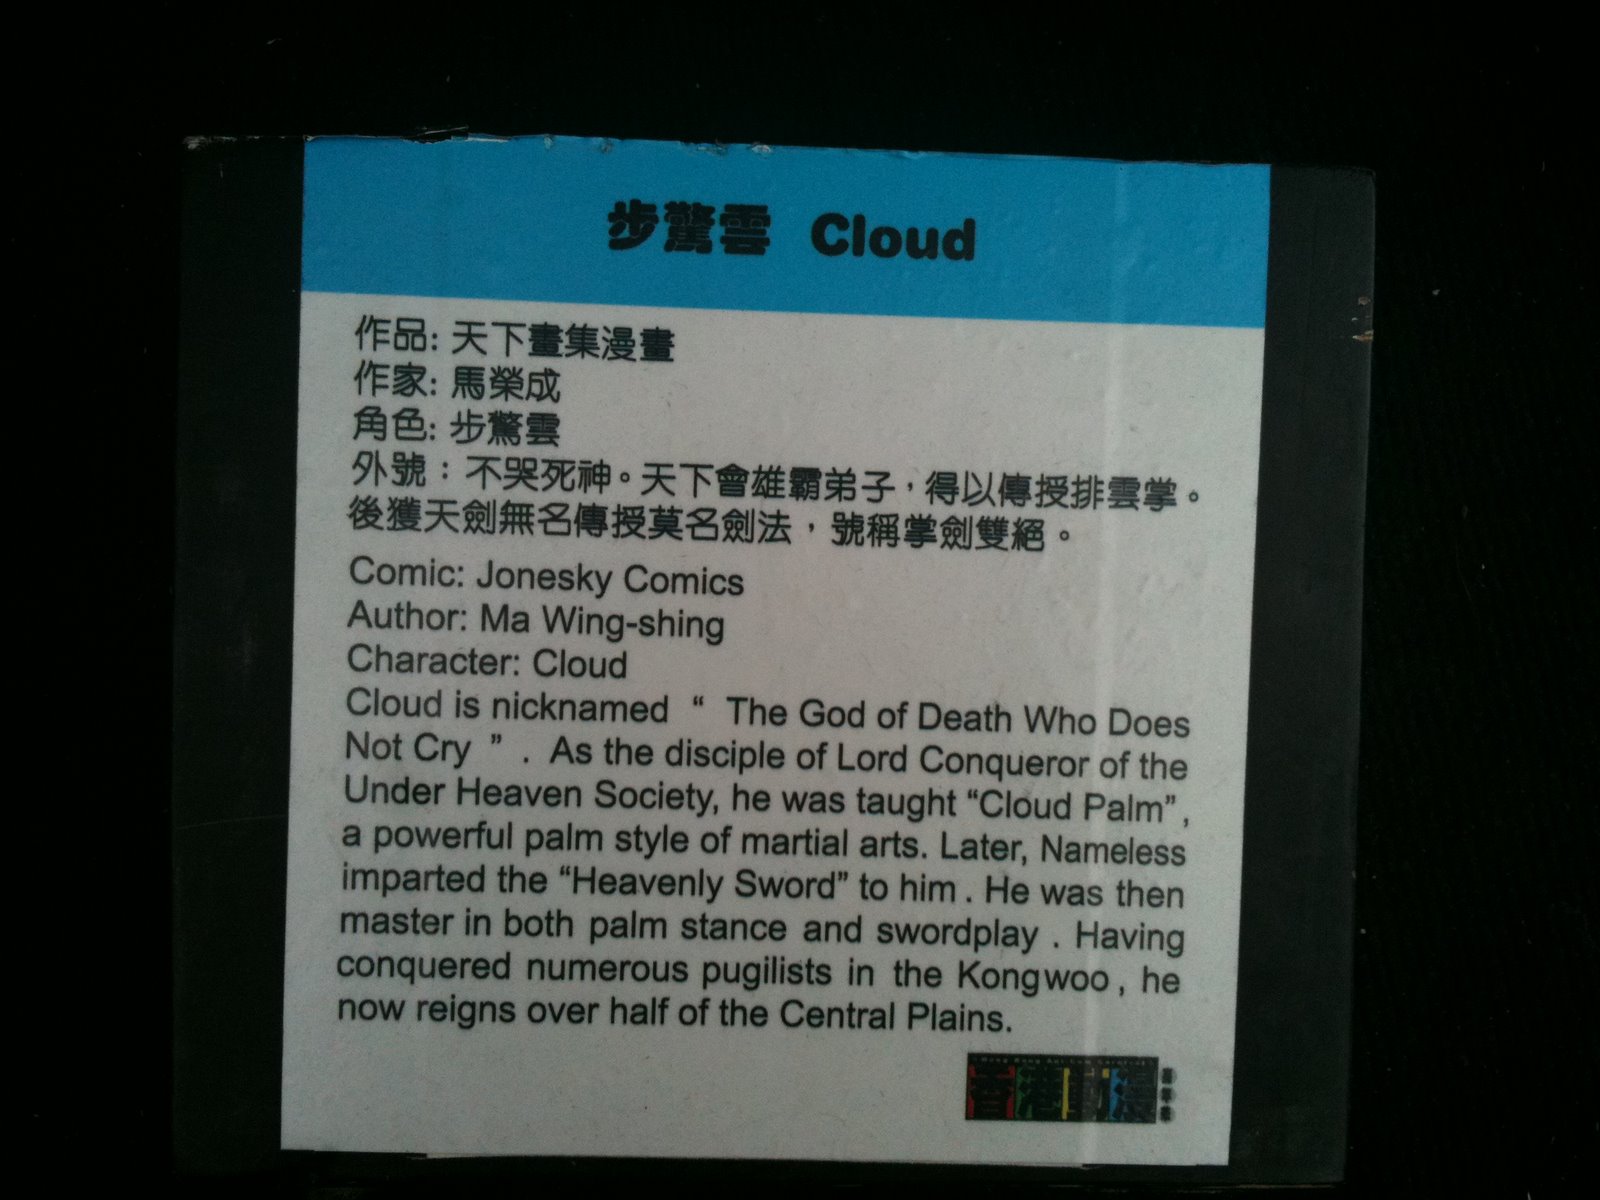 步驚雲 Cloud
作品: 天下畫集漫畫
作家: 馬榮成
角色: 步驚雲
外號：不哭死神。天下會雄霸弟子，得以傳授排雲掌。
後獲天劍無名傳授莫名劍法，號稱掌劍雙絕。
Comic: Jonesky Comics
Author: Ma Wing-shing
Character: Cloud
Cloud is nicknamed “ The God of Death Who Does
Not Cry ” . As the disciple of Lord Conqueror of the
Under Heaven Society, he was taught “Cloud Palm”,
a powerful palm style of martial arts. Later, Nameless
imparted the “Heavenly Sword” to him . He was then
master in both palm stance and swordplay . Having
conquered numerous pugilists in the Kongwoo , he
now reigns over half of the Central Plains.
香港動漫